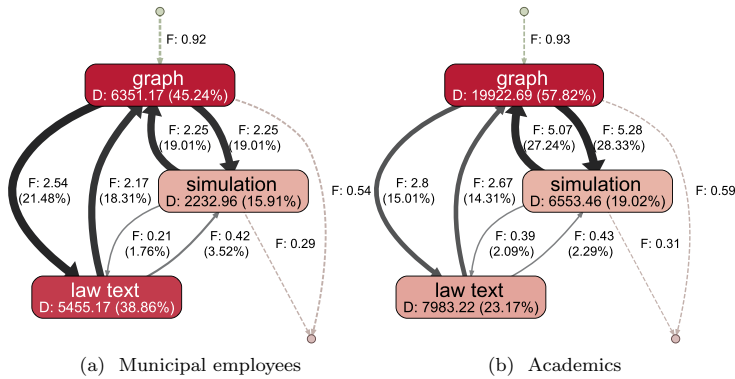 F: 0.92
graph
D: 6351.17 (45.24%)
F: 2.25
(19.01%)
F: 2.25
(19.01%)
F: 2.54
(21.48%)
F: 2.17
(18.31%)
simulation
D: 2232.96 (15.91%)
F: 0.54
F: 0.21
(1.76%)
F: 0.42
(3.52%)
F: 0.29
law text
D: 5455.17 (38.86%)
(a) Municipal employees
F: 0.93
graph
D: 19922.69 (57.82%)
F: 5.07
(27.24%)
F: 5.28
(28.33%)
F: 2.8
(15.01%)
F: 2.67
(14.31%)
simulation
D: 6553.46 (19.02%)
F: 0.59
F: 0.39
(2.09%)
F: 0.43
(2.29%)
F: 0.31
law text
D: 7983.22 (23.17%)
(b) Academics